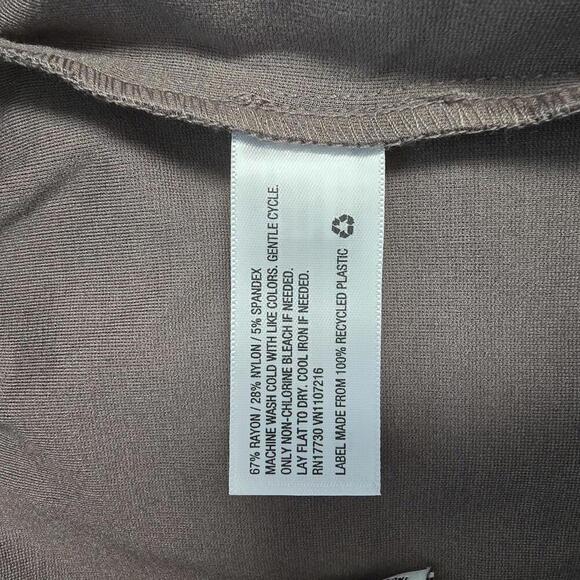 67% RAYON / 28% NYLON / 5% SPANDEX
MACHINE WASH COLD WITH LIKE COLORS. GENTLE CYCLE.
ONLY NON-CHLORINE BLEACH IF NEEDED.
LAY FLAT TO DRY. COOL IRON IF NEEDED.
RN17730 VN1107216
LABEL MADE FROM 100% RECYCLED PLASTIC